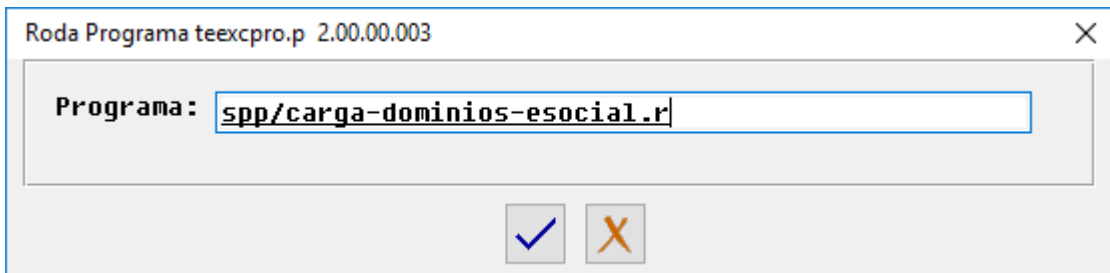 Roda Programa teexcpro.p 2.00.00.003
Programa: spp/carga-dominios-esocial.r